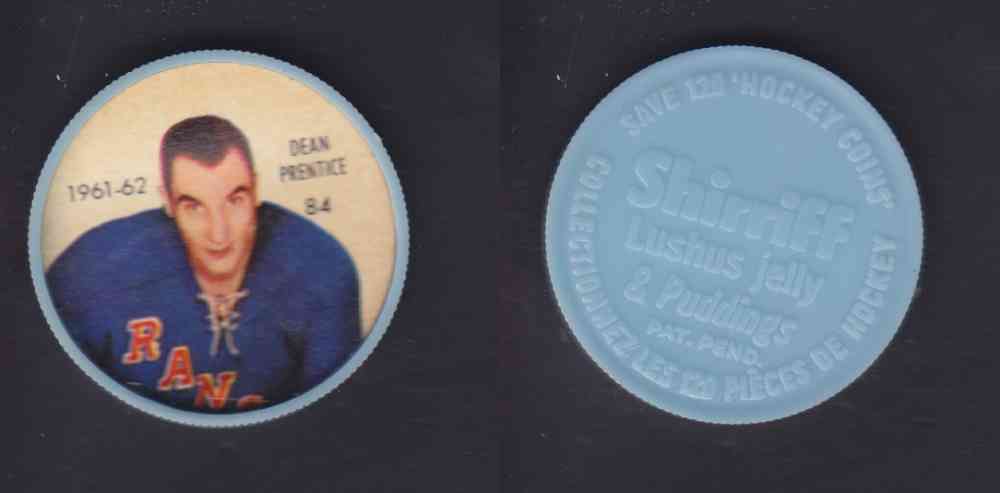 1961-62
DEAN
PRENTICE
84
RANG
SAVE 120 "HOCKEY COINS"
Shirriff
Lushus jelly
& Puddings
PAT. PEND.
COLLECTIONNEZ LES 120 PIÈCES DE HOCKEY